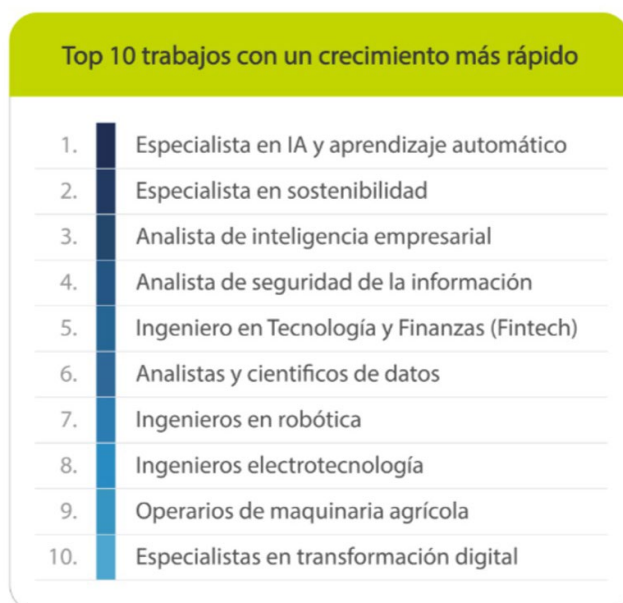 Top 10 trabajos con un crecimiento más rápido
1. Especialista en IA y aprendizaje automático
2. Especialista en sostenibilidad
3. Analista de inteligencia empresarial
4. Analista de seguridad de la información
5. Ingeniero en Tecnología y Finanzas (Fintech)
6. Analistas y cientificos de datos
7. Ingenieros en robótica
8. Ingenieros electrotecnología
9. Operarios de maquinaria agrícola
10. Especialistas en transformación digital